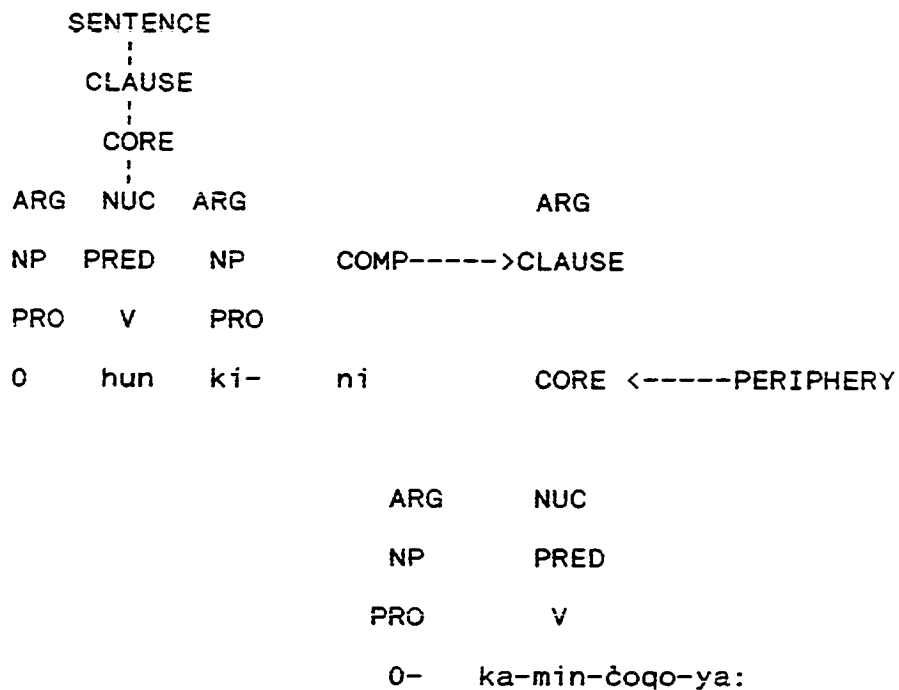 SENTENCE
CLAUSE
CORE
ARG NUC ARG ARG
NP PRED NP COMP----->CLAUSE
PRO V PRO
0 hun ki- ni CORE <-----PERIPHERY
ARG NUC
NP PRED
PRO V
0- ka-min-ċoqo-ya: